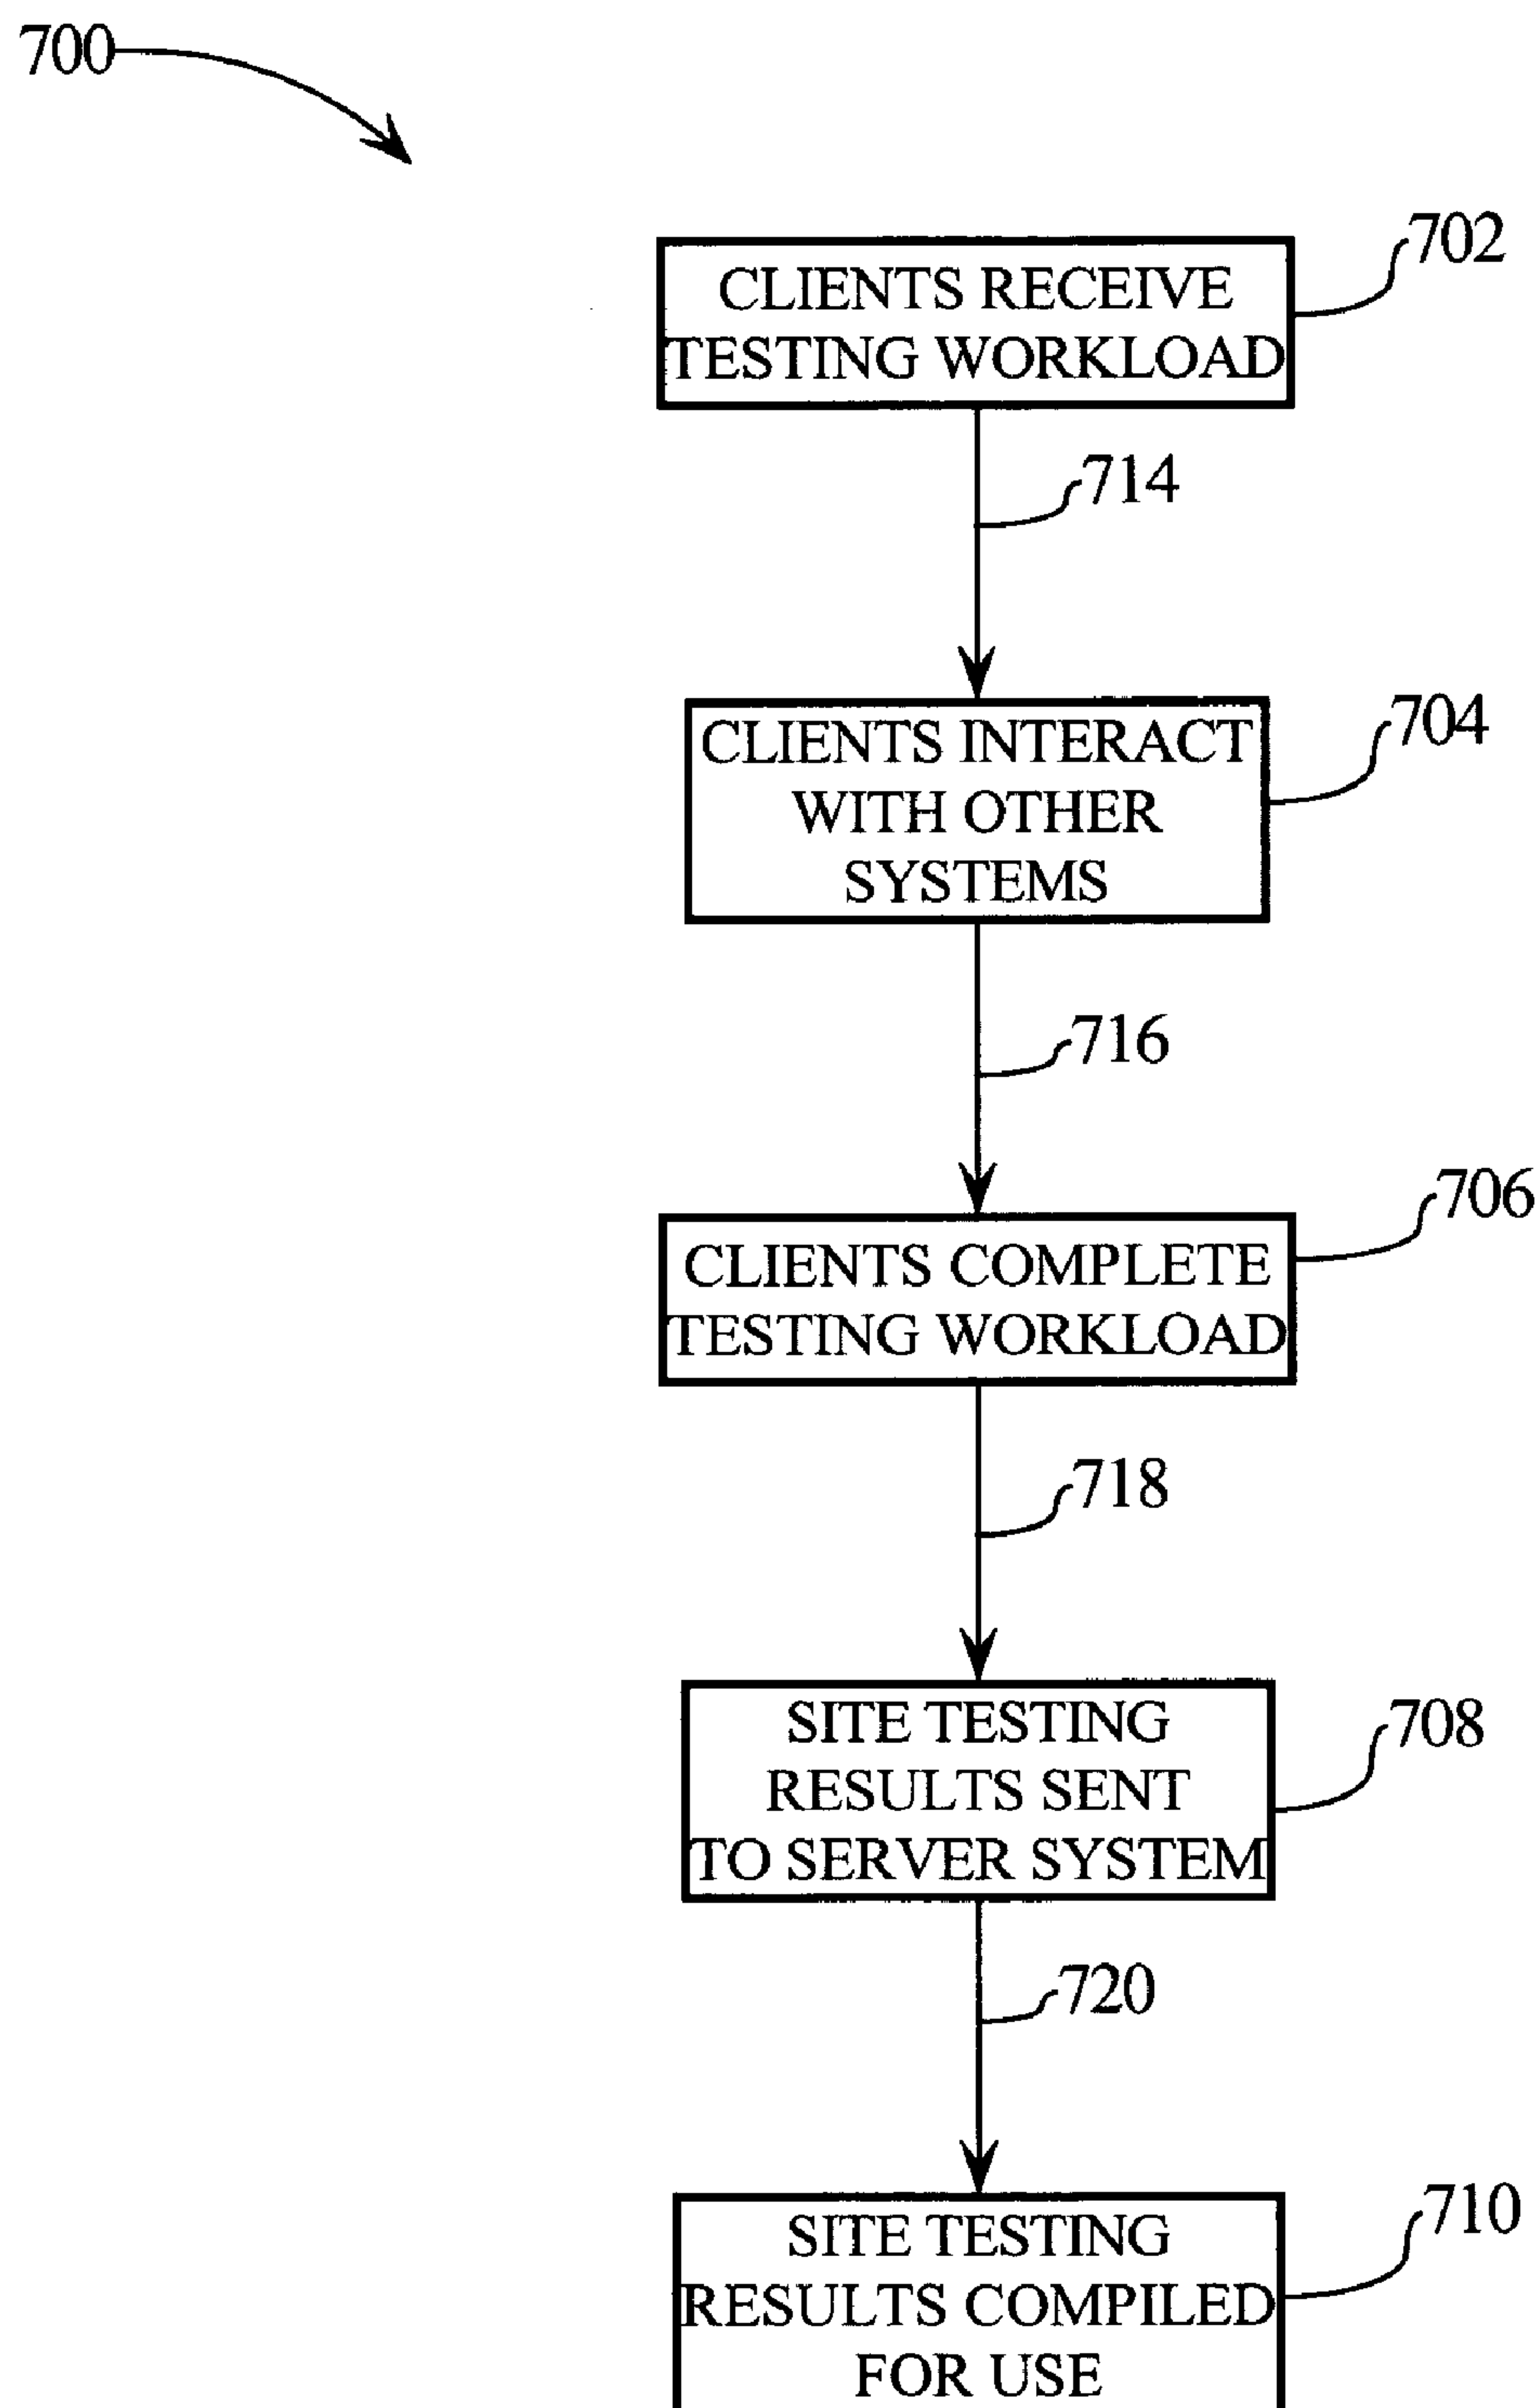 700
702
CLIENTS RECEIVE
TESTING WORKLOAD
714
704
CLIENTS INTERACT
WITH OTHER
SYSTEMS
716
706
CLIENTS COMPLETE
TESTING WORKLOAD
718
708
SITE TESTING
RESULTS SENT
TO SERVER SYSTEM
720
710
SITE TESTING
RESULTS COMPILED
FOR USE